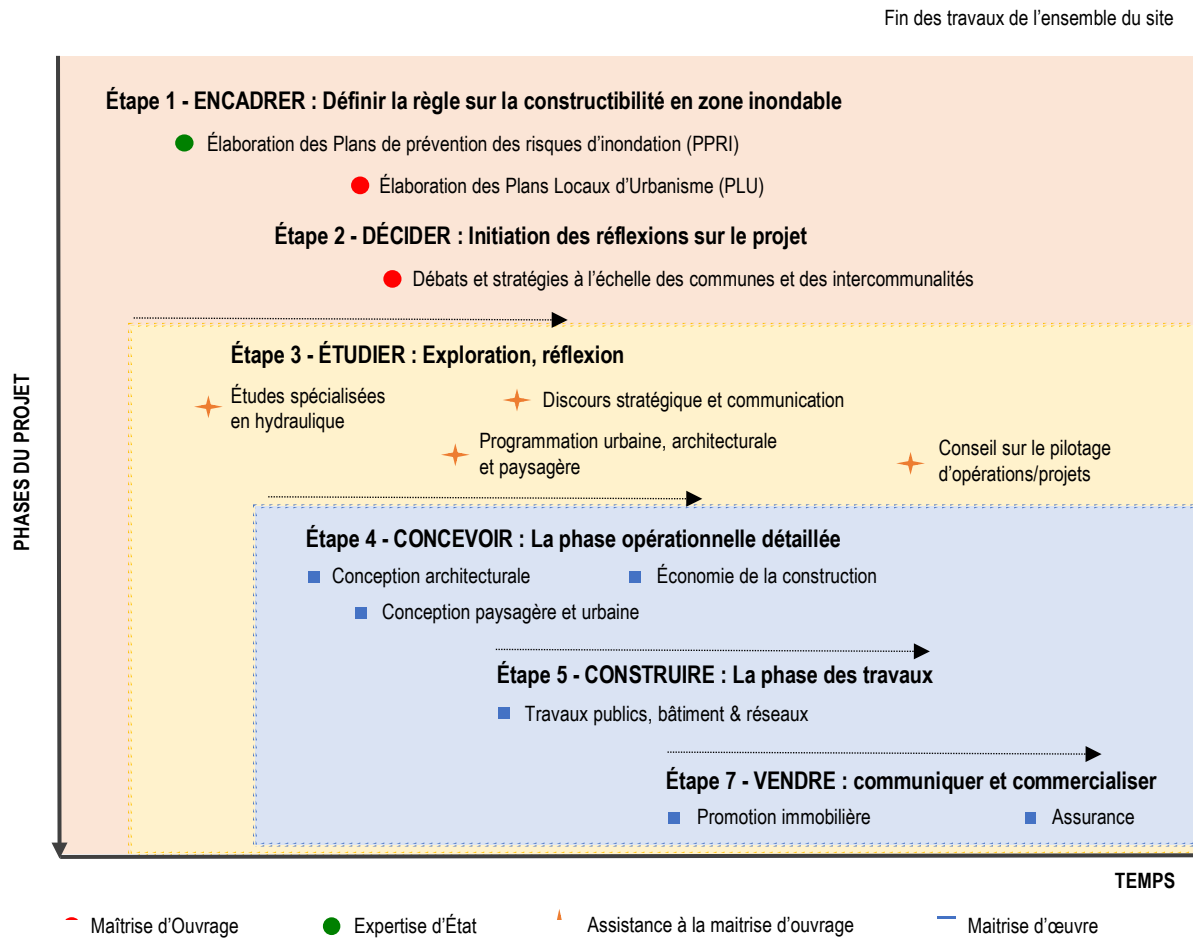 Fin des travaux de l’ensemble du site
Étape 1 - ENCADRER : Définir la règle sur la constructibilité en zone inondable
Élaboration des Plans de prévention des risques d’inondation (PPRI)
Élaboration des Plans Locaux d’Urbanisme (PLU)
Étape 2 - DÉCIDER : Initiation des réflexions sur le projet
Débats et stratégies à l’échelle des communes et des intercommunalités
PHASES DU PROJET
Étape 3 - ÉTUDIER : Exploration, réflexion
Études spécialisées
en hydraulique
Discours stratégique et communication
Programmation urbaine, architecturale
et paysagère
Conseil sur le pilotage
d’opérations/projets
Étape 4 - CONCEVOIR : La phase opérationnelle détaillée
Conception architecturale
Économie de la construction
Conception paysagère et urbaine
Étape 5 - CONSTRUIRE : La phase des travaux
Travaux publics, bâtiment & réseaux
Étape 7 - VENDRE : communiquer et commercialiser
Promotion immobilière
Assurance
TEMPS
Maîtrise d’Ouvrage
Expertise d’État
Assistance à la maitrise d’ouvrage
Maitrise d’œuvre